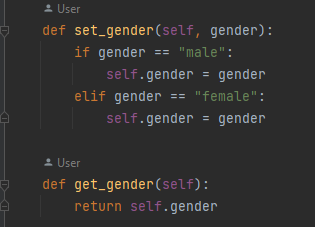 User
def set_gender(self, gender):
    if gender == "male":
        self.gender = gender
    elif gender == "female":
        self.gender = gender
User
def get_gender(self):
    return self.gender